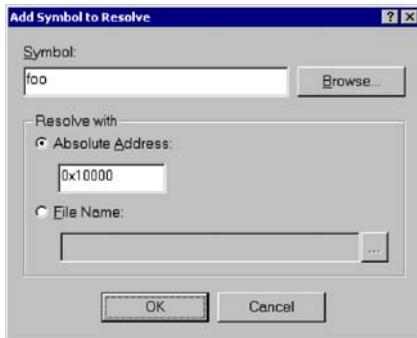 Add Symbol to Resolve
Symbol:
foo
Browse...
Resolve with
Absolute Address:
0x10000
File Name:
...
OK
Cancel